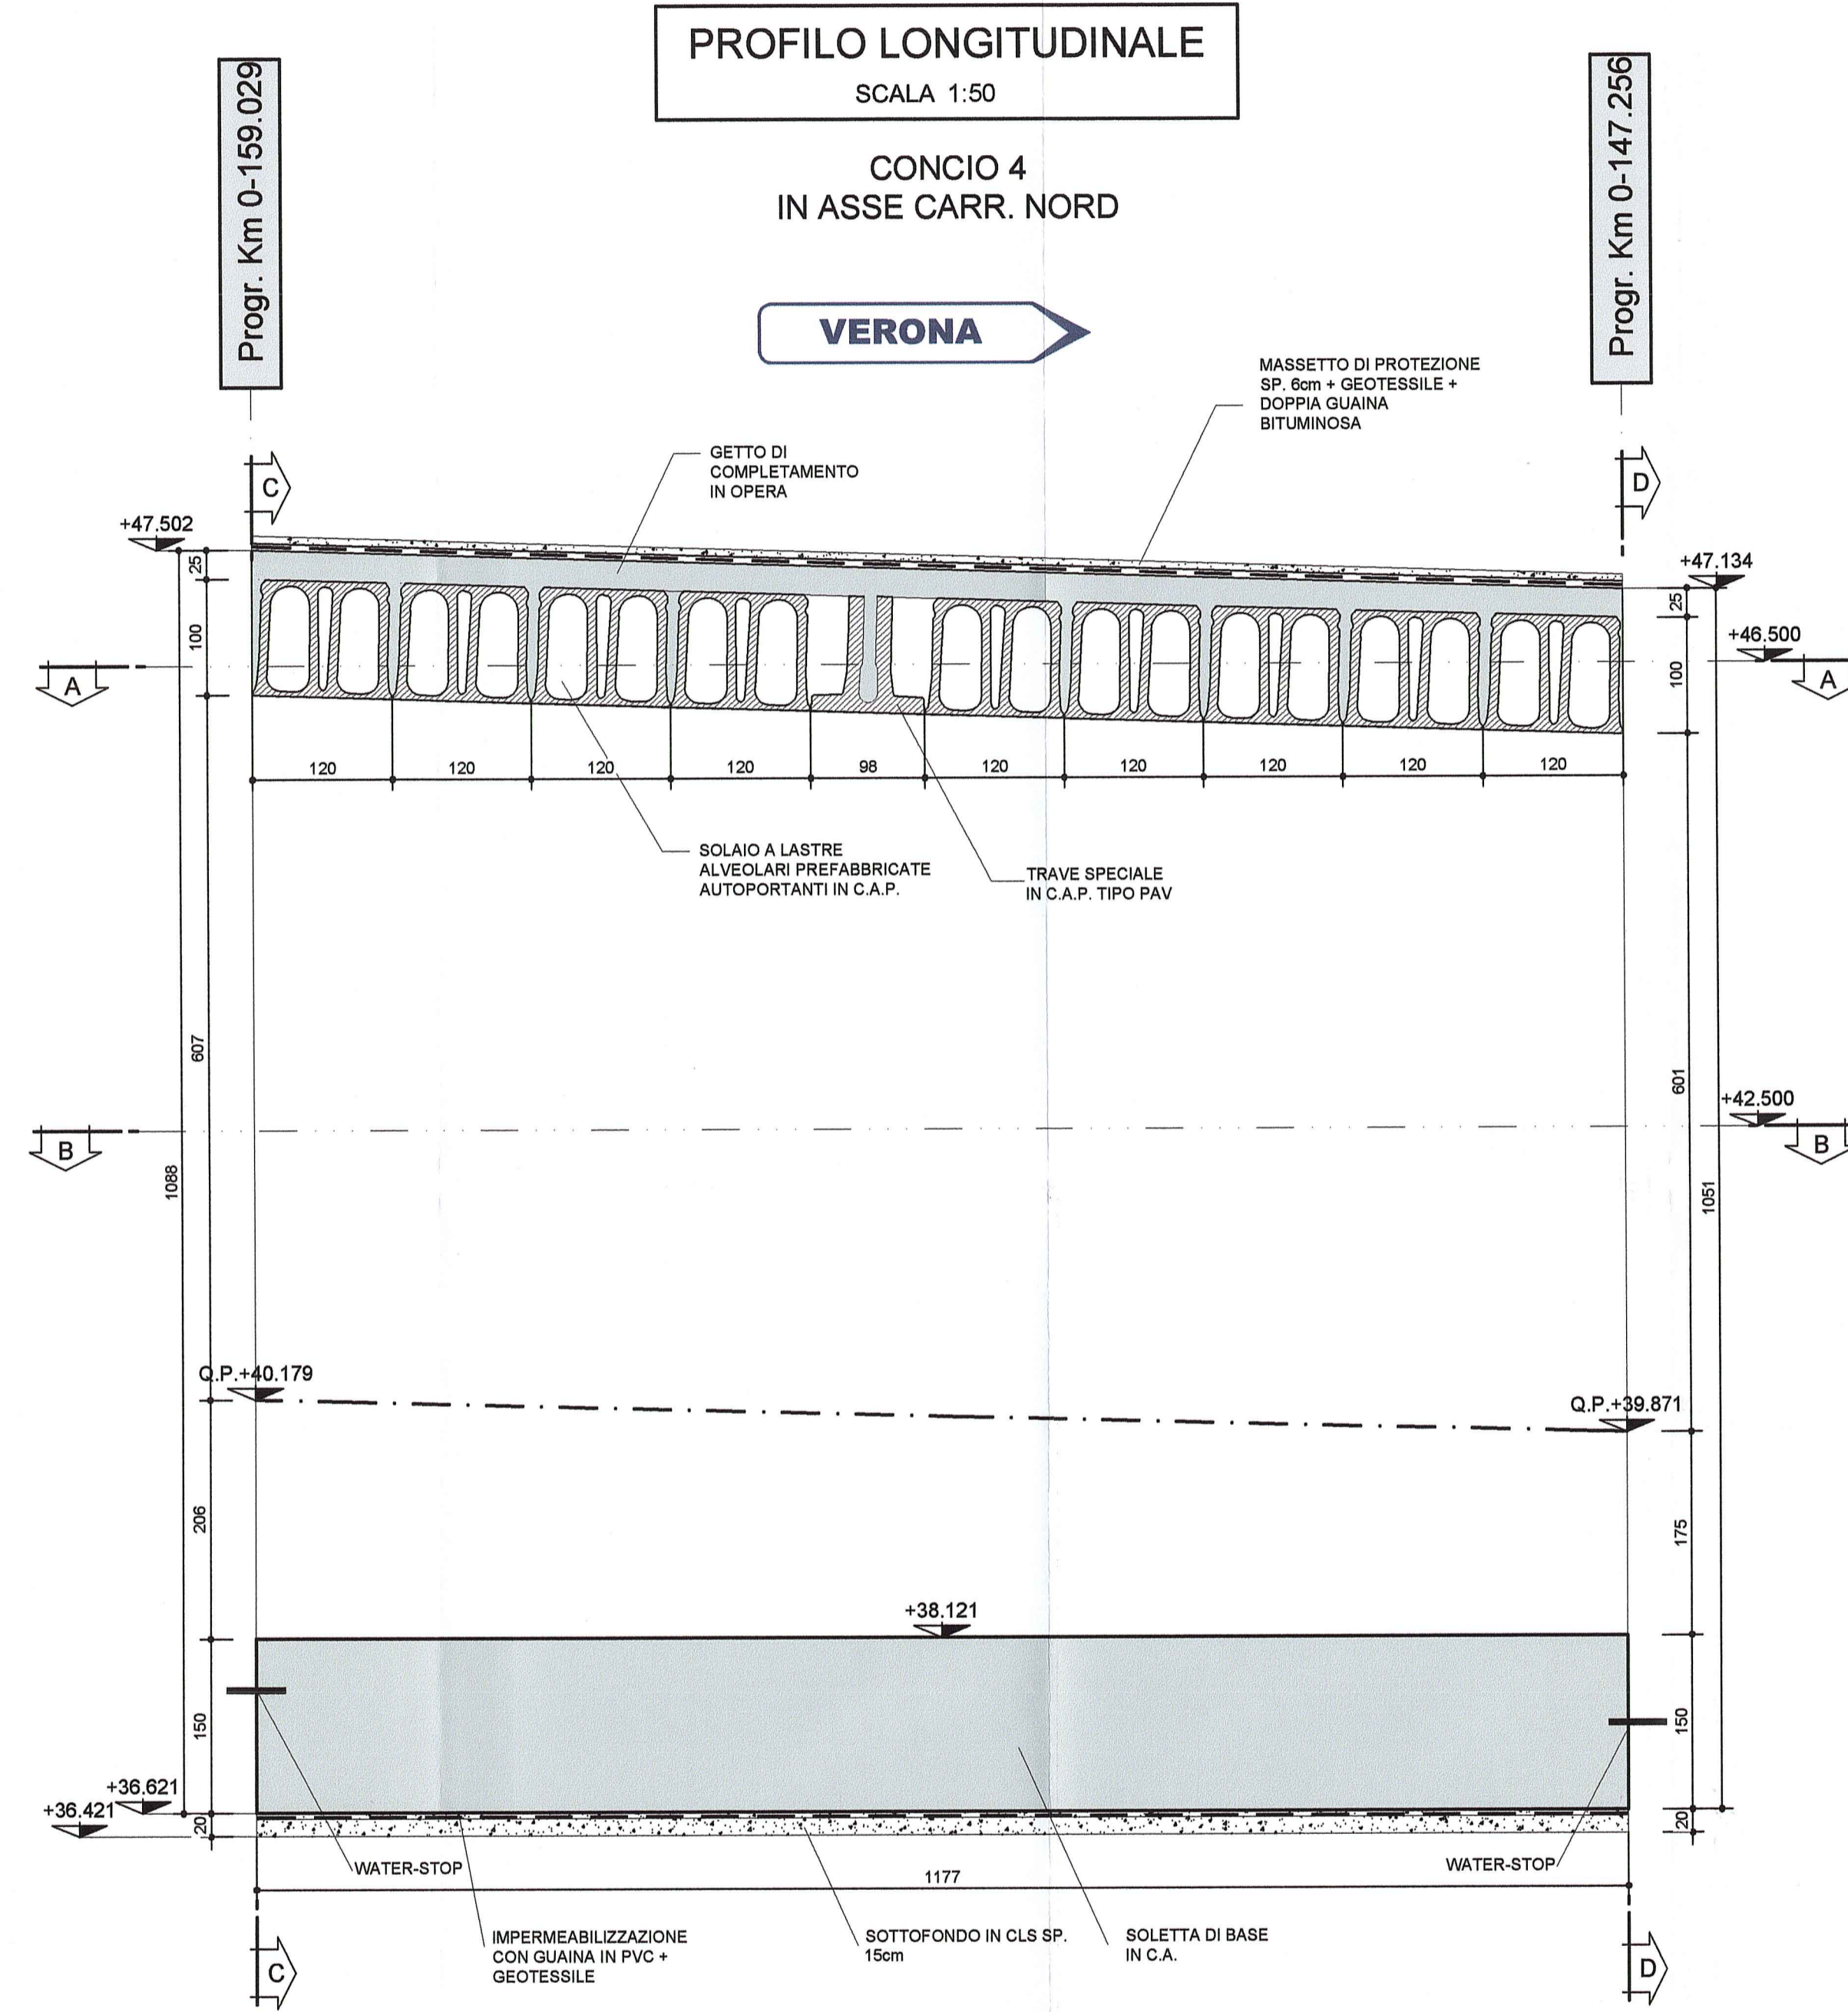 PROFILO LONGITUDINALE
SCALA 1:50
Progr. Km 0-159.029
Progr. Km 0-147.256
CONCIO 4
IN ASSE CARR. NORD
VERONA
MASSETTO DI PROTEZIONE
SP. 6cm + GEOTESSILE +
DOPPIA GUAINA
BITUMINOSA
GETTO DI
COMPLETAMENTO
IN OPERA
C
D
+47.502
+47.134
25
25
100
100
+46.500
A
A
120
120
120
120
98
120
120
120
120
120
SOLAIO A LASTRE
ALVEOLARI PREFABBRICATE
AUTOPORTANTI IN C.A.P.
TRAVE SPECIALE
IN C.A.P. TIPO PAV
607
601
+42.500
B
B
1088
1051
Q.P.+40.179
Q.P.+39.871
206
175
+38.121
150
150
+36.621
+36.421
20
20
WATER-STOP
WATER-STOP
1177
IMPERMEABILIZZAZIONE
CON GUAINA IN PVC +
GEOTESSILE
SOTTOFONDO IN CLS SP.
15cm
SOLETTA DI BASE
IN C.A.
C
D